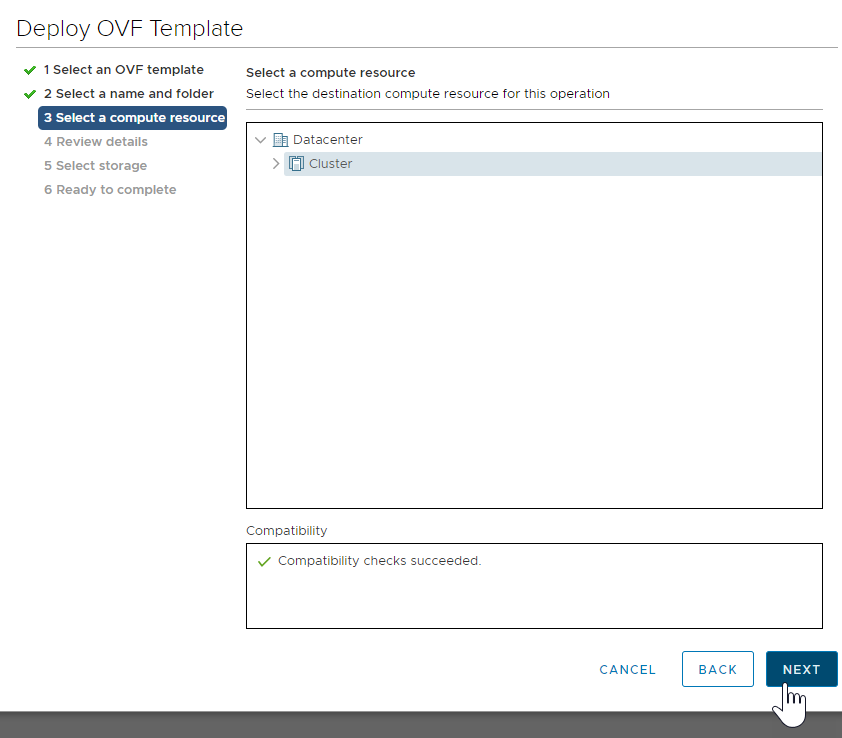 Deploy OVF Template
1 Select an OVF template
2 Select a name and folder
3 Select a compute resource
4 Review details
5 Select storage
6 Ready to complete
Select a compute resource
Select the destination compute resource for this operation
Datacenter
Cluster
Compatibility
Compatibility checks succeeded.
CANCEL
BACK
NEXT